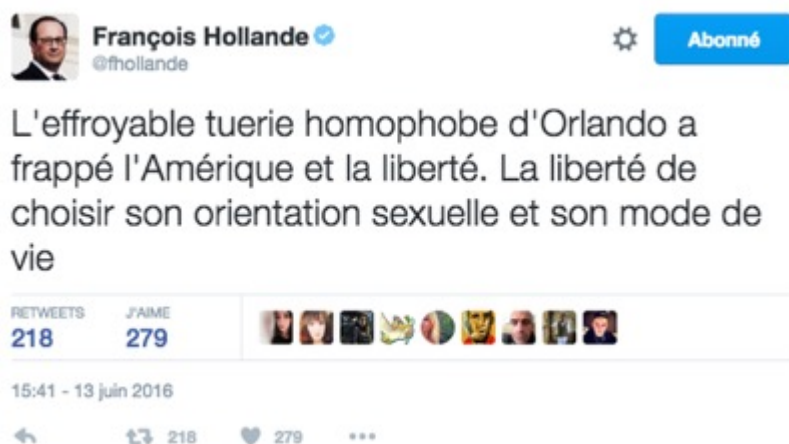 François Hollande
@fhollande
Abonné
L'effroyable tuerie homophobe d'Orlando a
frappé l'Amérique et la liberté. La liberté de
choisir son orientation sexuelle et son mode de
vie
RETWEETS
218
J'AIME
279
15:41 - 13 juin 2016
218
279